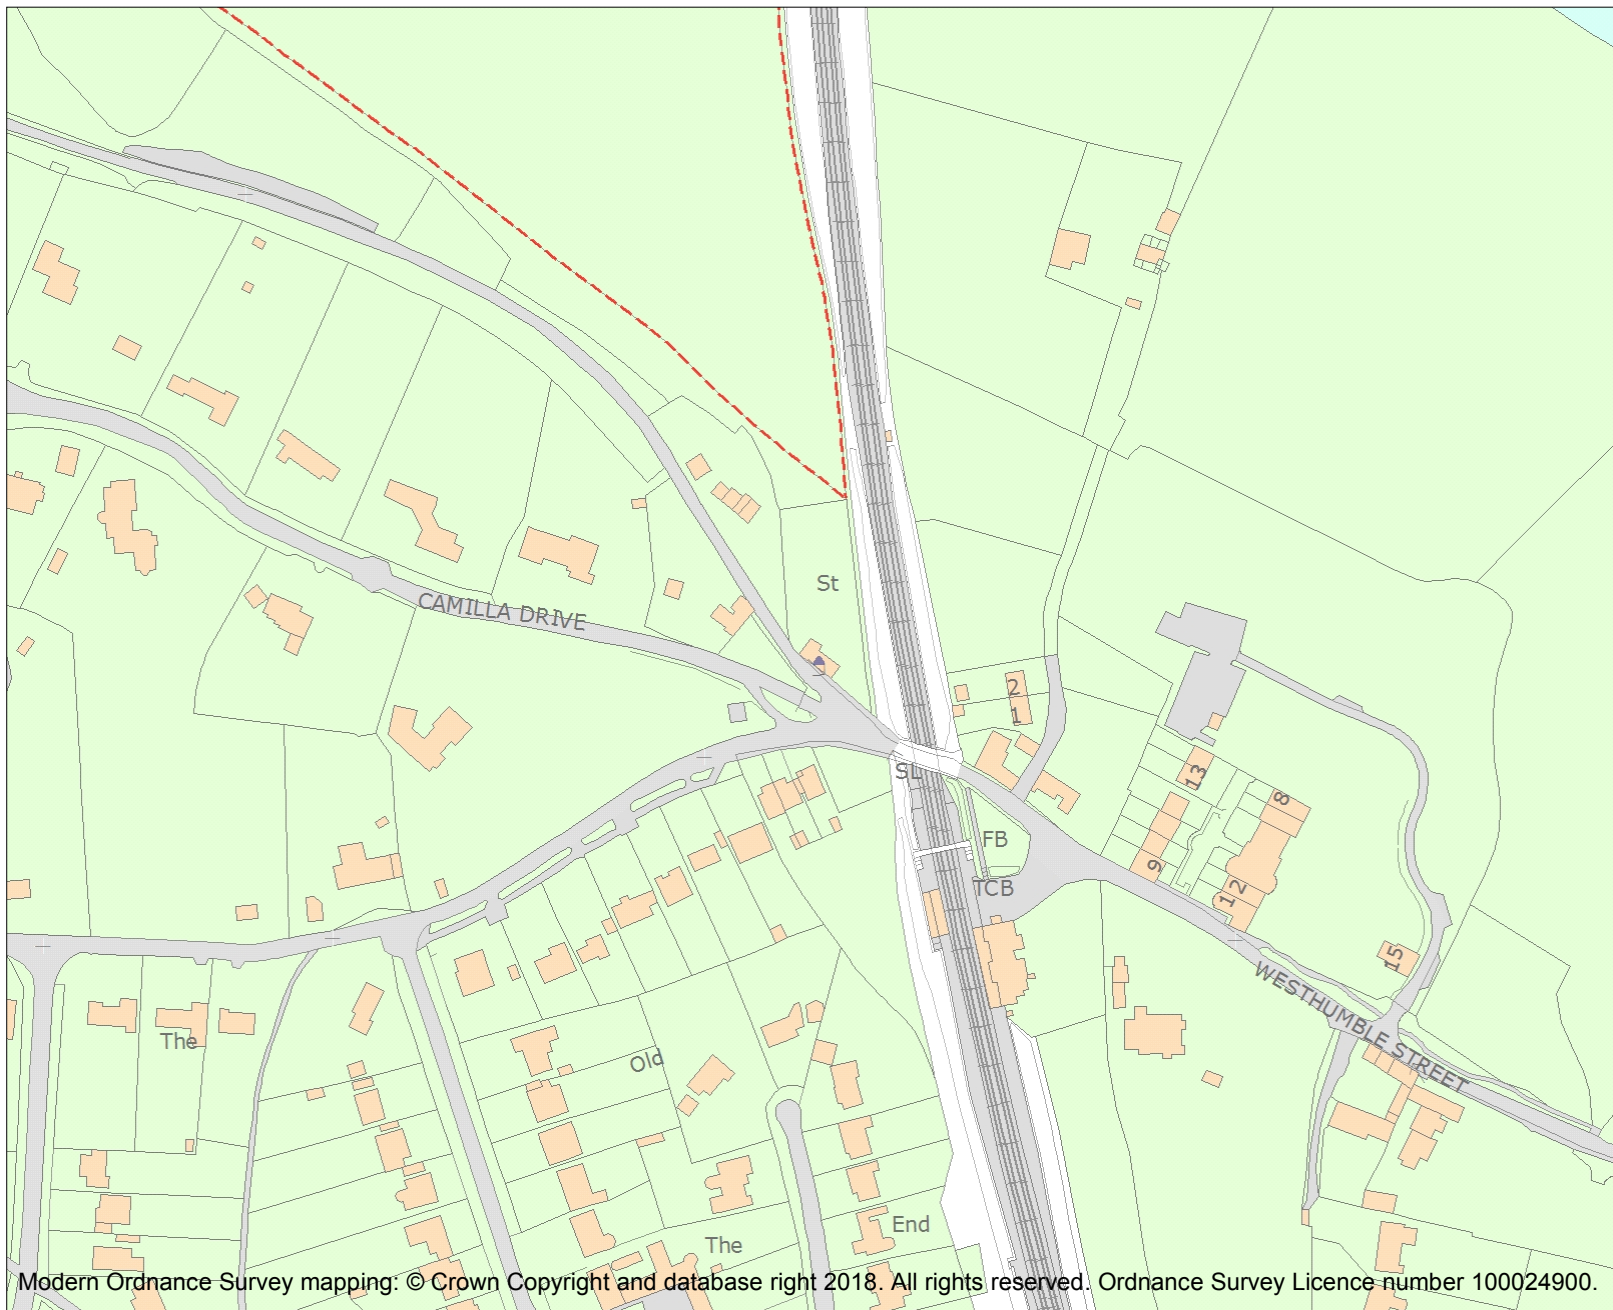 St
CAMILLA DRIVE
2
1
SL
13
8
FB
9
TCB
12
15
WESTHUMBLE STREET
The
Old
End
The
Modern Ordnance Survey mapping: © Crown Copyright and database right 2018. All rights reserved. Ordnance Survey Licence number 100024900.